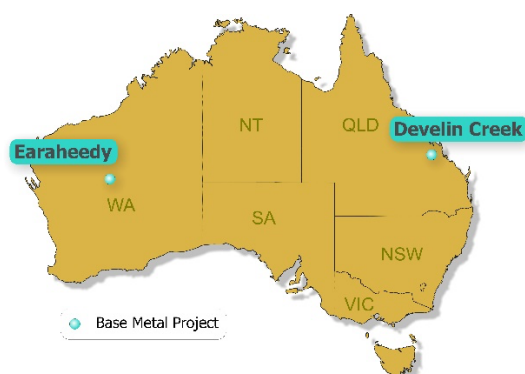 NT
QLD
Develin Creek
Earaheedy
WA
SA
NSW
VIC
Base Metal Project